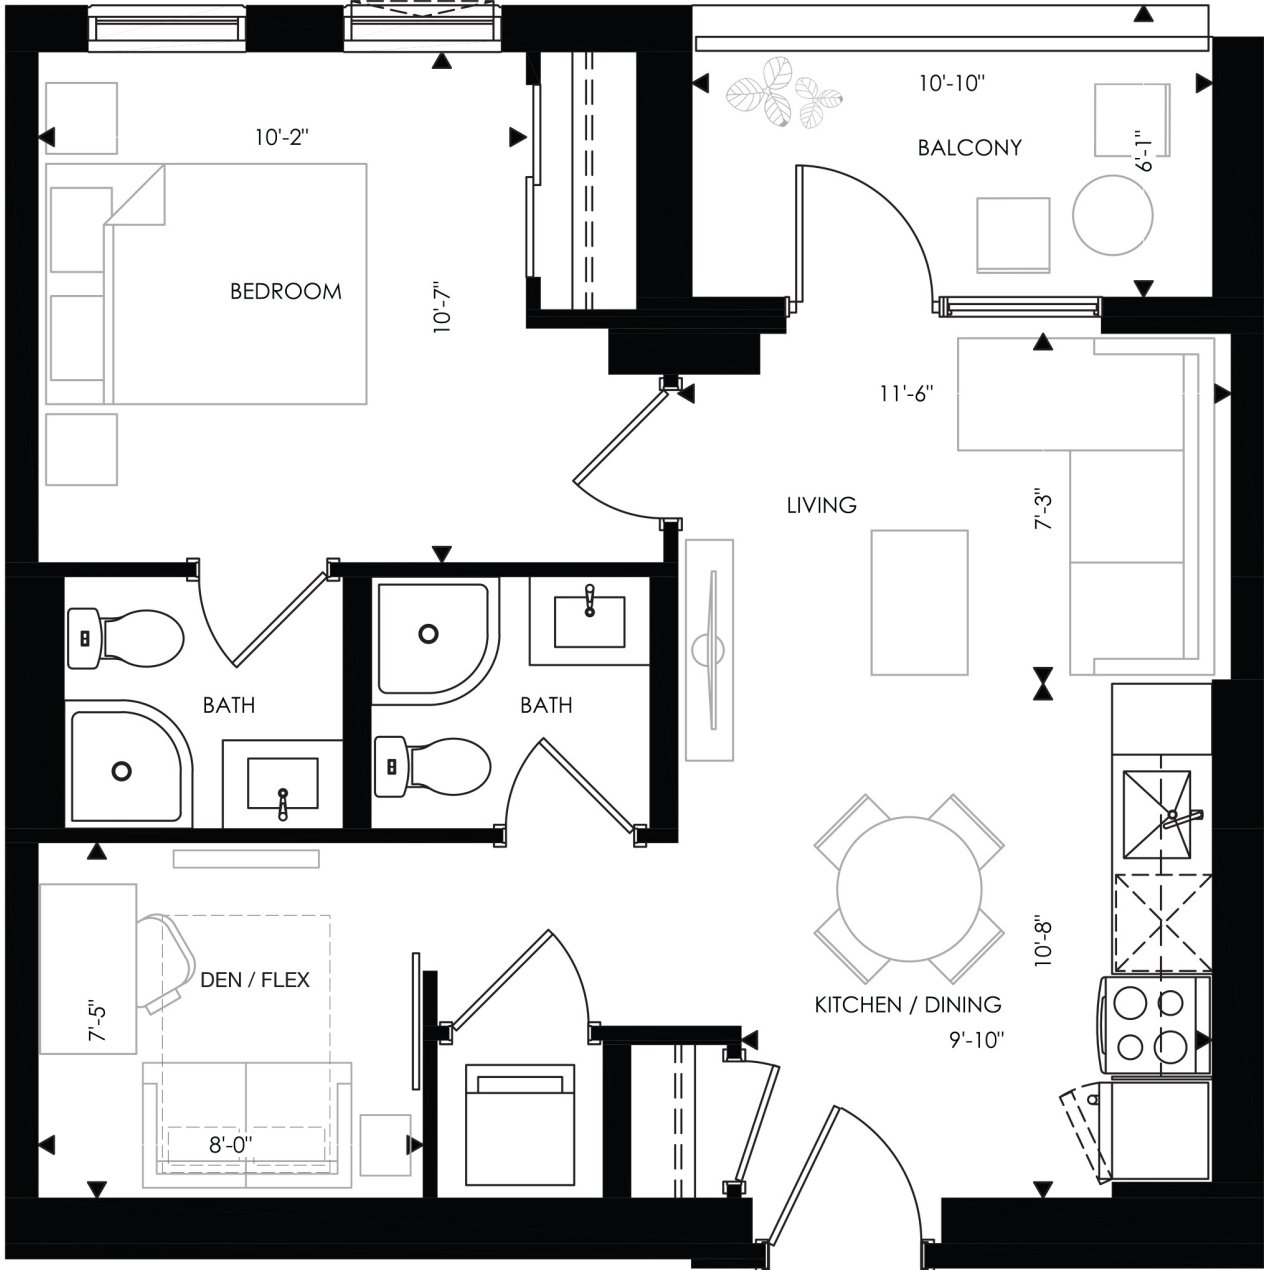 10'-10"
BALCONY
6'-1"
10'-2"
BEDROOM
10'-7"
11'-6"
LIVING
7'-3"
BATH
BATH
DEN / FLEX
7'-5"
8'-0"
10'-8"
KITCHEN / DINING
9'-10"